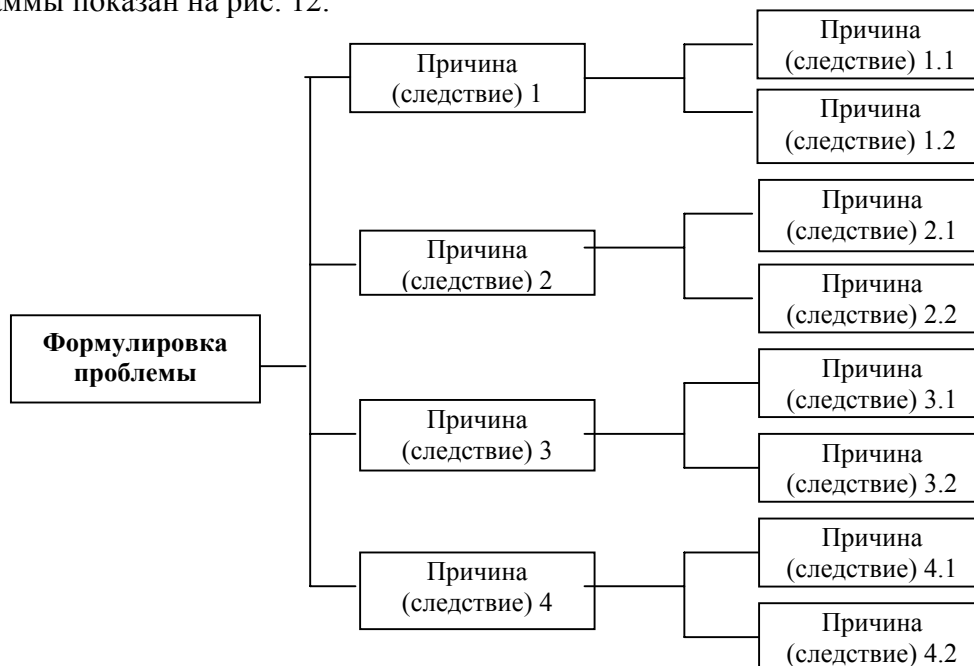 аммы показан на рис. 12.
Причина
(следствие) 1
Причина
(следствие) 1.1
Причина
(следствие) 1.2
Причина
(следствие) 2
Причина
(следствие) 2.1
Причина
(следствие) 2.2
Формулировка
проблемы
Причина
(следствие) 3
Причина
(следствие) 3.1
Причина
(следствие) 3.2
Причина
(следствие) 4
Причина
(следствие) 4.1
Причина
(следствие) 4.2